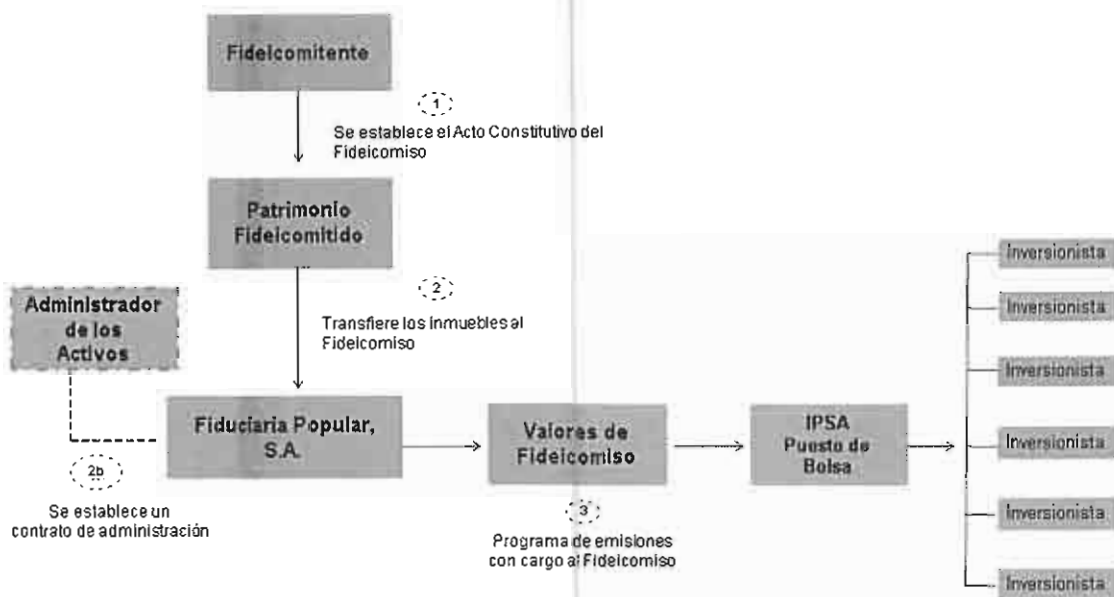 Fideicomitente
1
Se establece el Acto Constitutivo del
Fideicomiso
Patrimonio
Fideicomitido
2
Transfiere los inmuebles al
Fideicomiso
Administrador
de los
Activos
Fiduciaria Popular,
S.A.
2b
Se establece un
contrato de administración
Valores de
Fideicomiso
3
Programa de emisiones
con cargo al Fideicomiso
IPSA
Puesto de
Bolsa
Inversionista
Inversionista
Inversionista
Inversionista
Inversionista
Inversionista